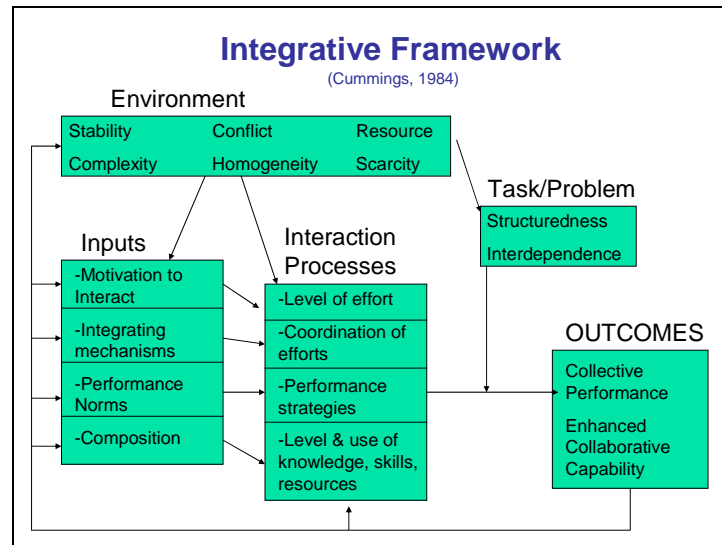 Integrative Framework
(Cummings, 1984)
Environment
Stability Conflict Resource
Complexity Homogeneity Scarcity
Task/Problem
Structuredness
Interdependence
Inputs
-Motivation to
Interact
-Integrating
mechanisms
-Performance
Norms
-Composition
Interaction
Processes
-Level of effort
-Coordination of
efforts
-Performance
strategies
-Level & use of
knowledge, skills,
resources
OUTCOMES
Collective
Performance
Enhanced
Collaborative
Capability